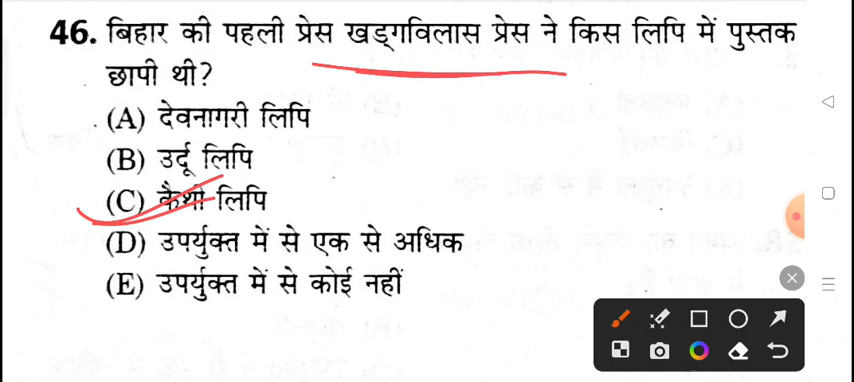 46. बिहार की पहली प्रेस खड्गविलास प्रेस ने किस लिपि में पुस्तक
छापी थी?
(A) देवनागरी लिपि
(B) उर्दू लिपि
(C) कैथी लिपि
(D) उपर्युक्त में से एक से अधिक
(E) उपर्युक्त में से कोई नहीं